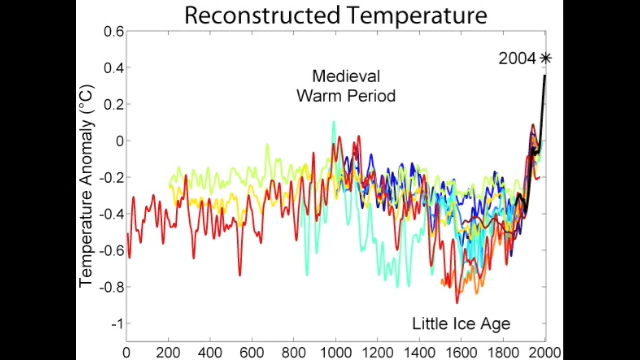 Reconstructed Temperature
0.6
0.4
0.2
0
-0.2
-0.4
-0.6
-0.8
-1
Temperature Anomaly (°C)
2004 *
Medieval
Warm Period
Little Ice Age
0 200 400 600 800 1000 1200 1400 1600 1800 2000